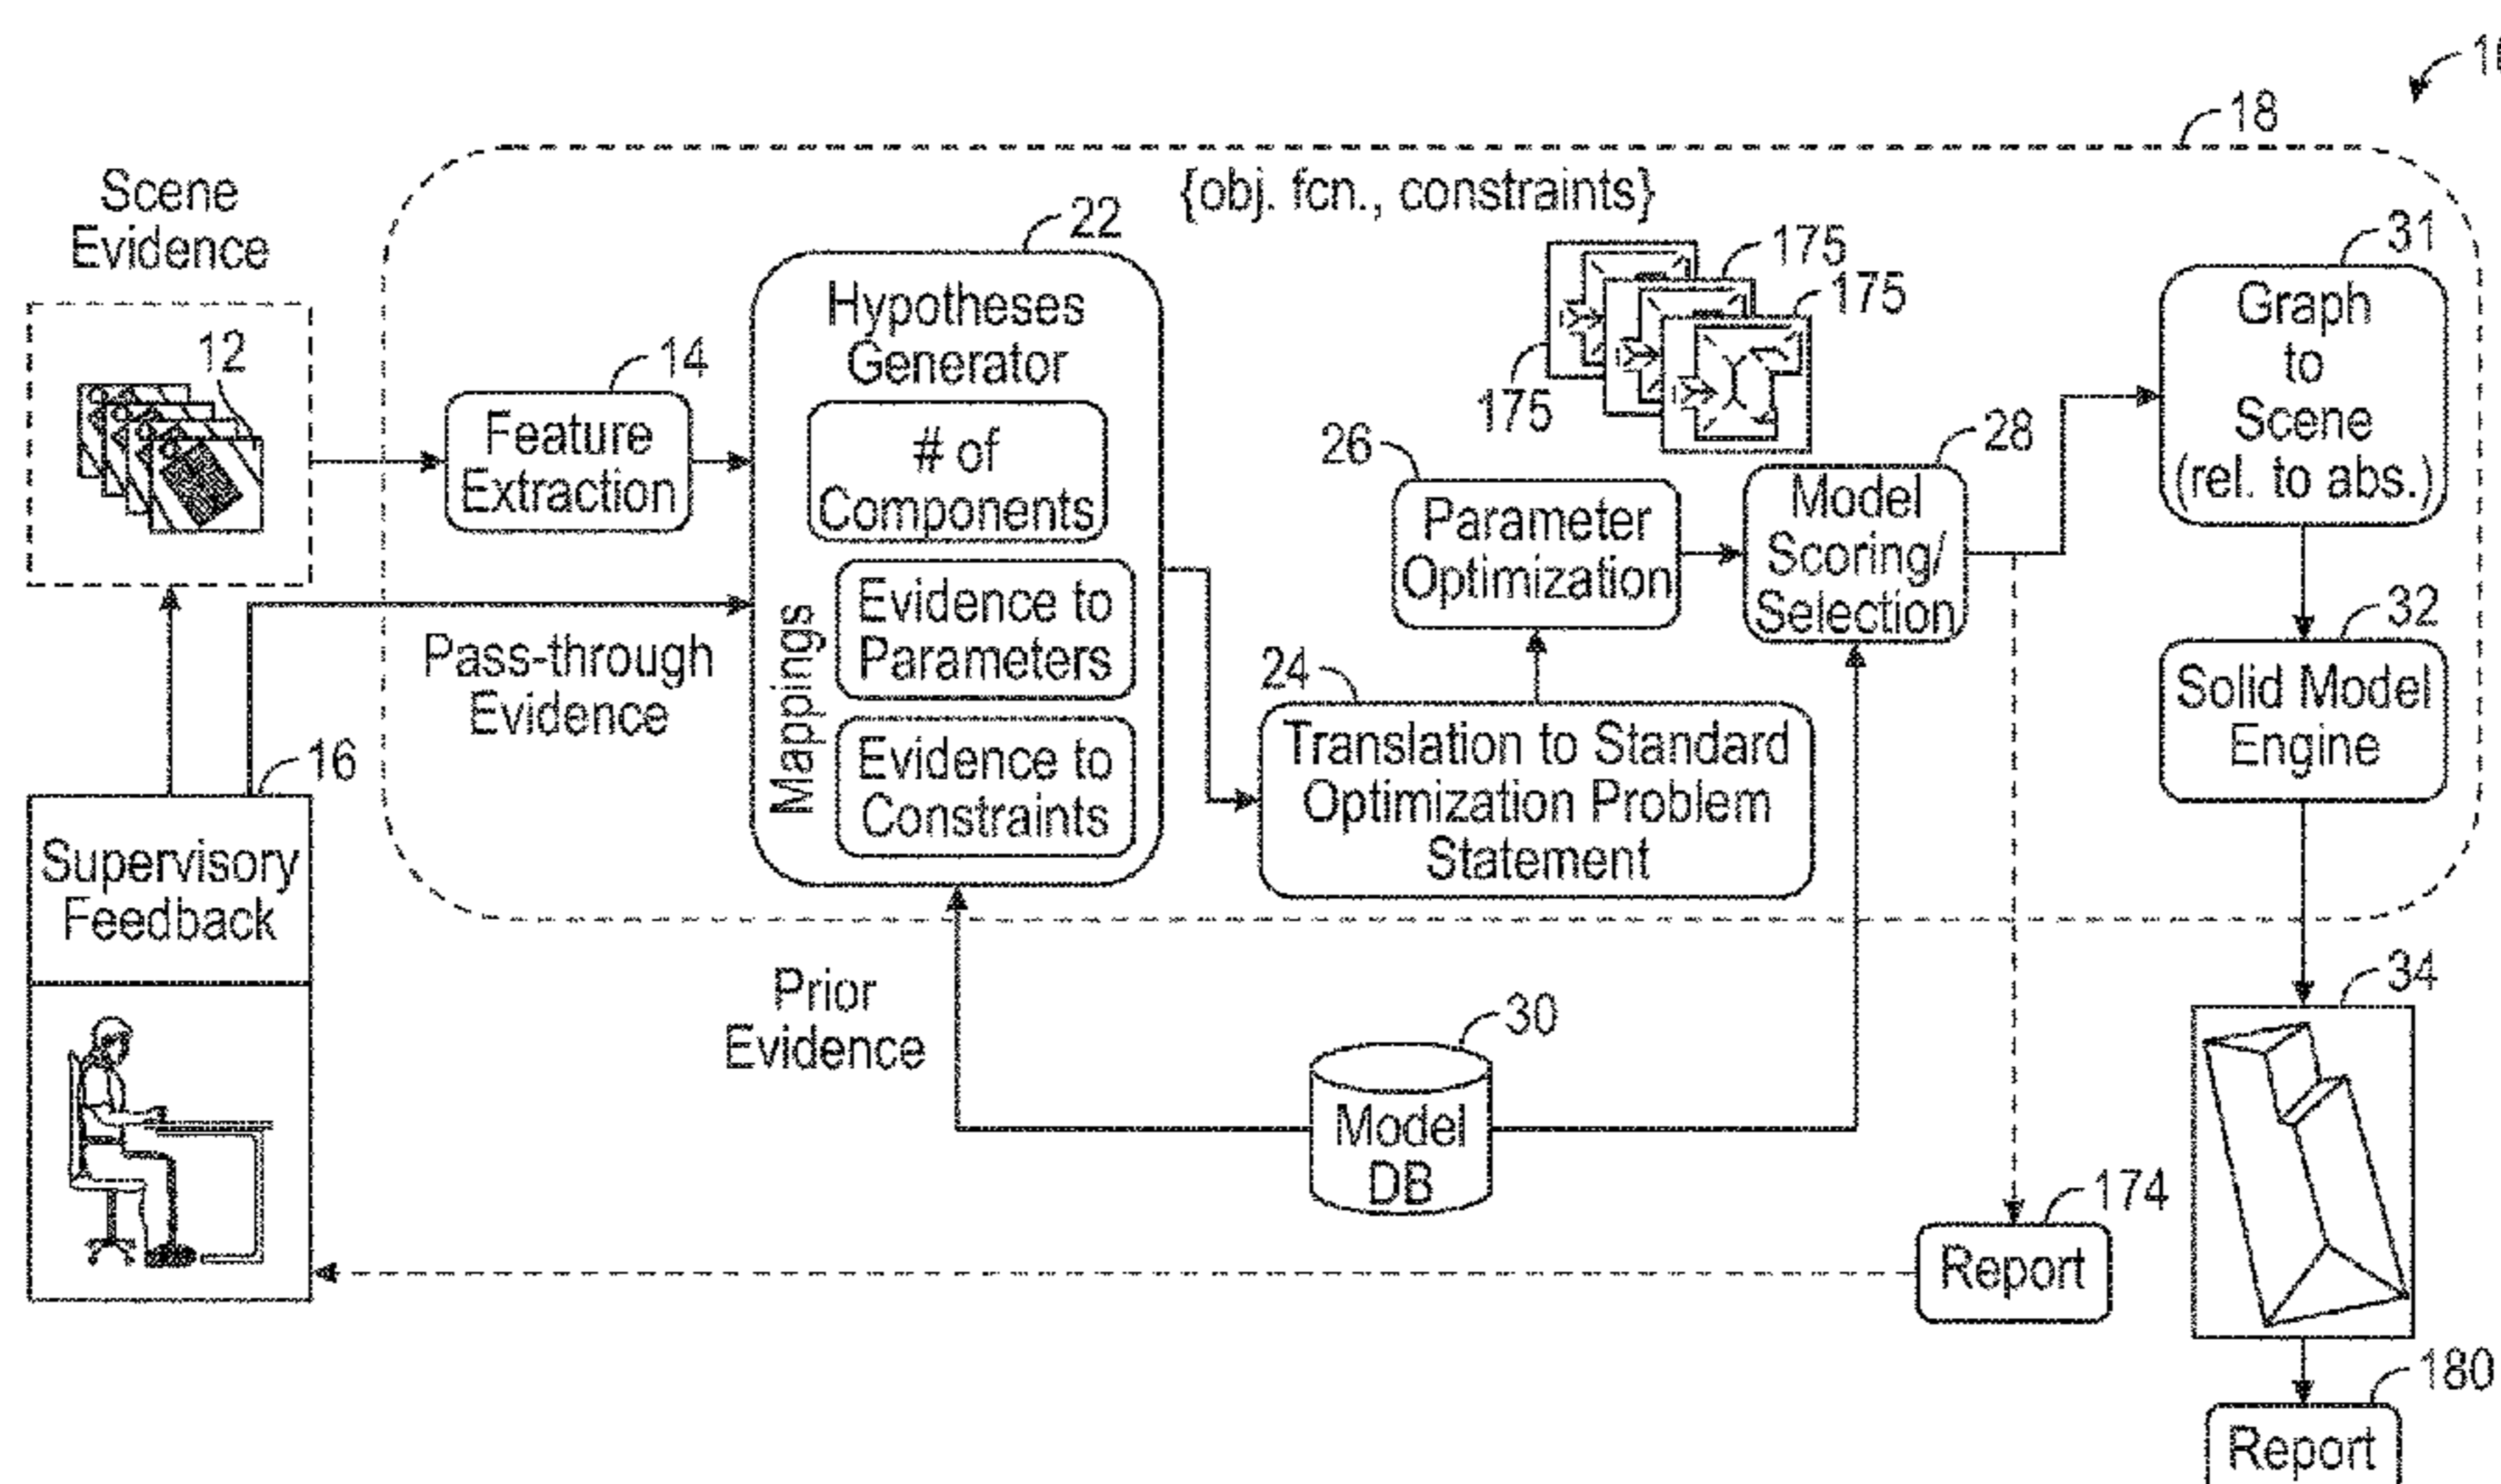 18
{obj. fcn., constraints}
Scene
Evidence
12
14
Feature
Extraction
22
Hypotheses
Generator
# of
Components
Mappings
Evidence to
Parameters
Evidence to
Constraints
Pass-through
Evidence
16
Supervisory
Feedback
175
175
175
26
Parameter
Optimization
28
Model
Scoring/
Selection
24
Translation to Standard
Optimization Problem
Statement
31
Graph
to
Scene
(rel. to abs.)
32
Solid Model
Engine
34
Prior
Evidence
30
Model
DB
174
Report
180
Report